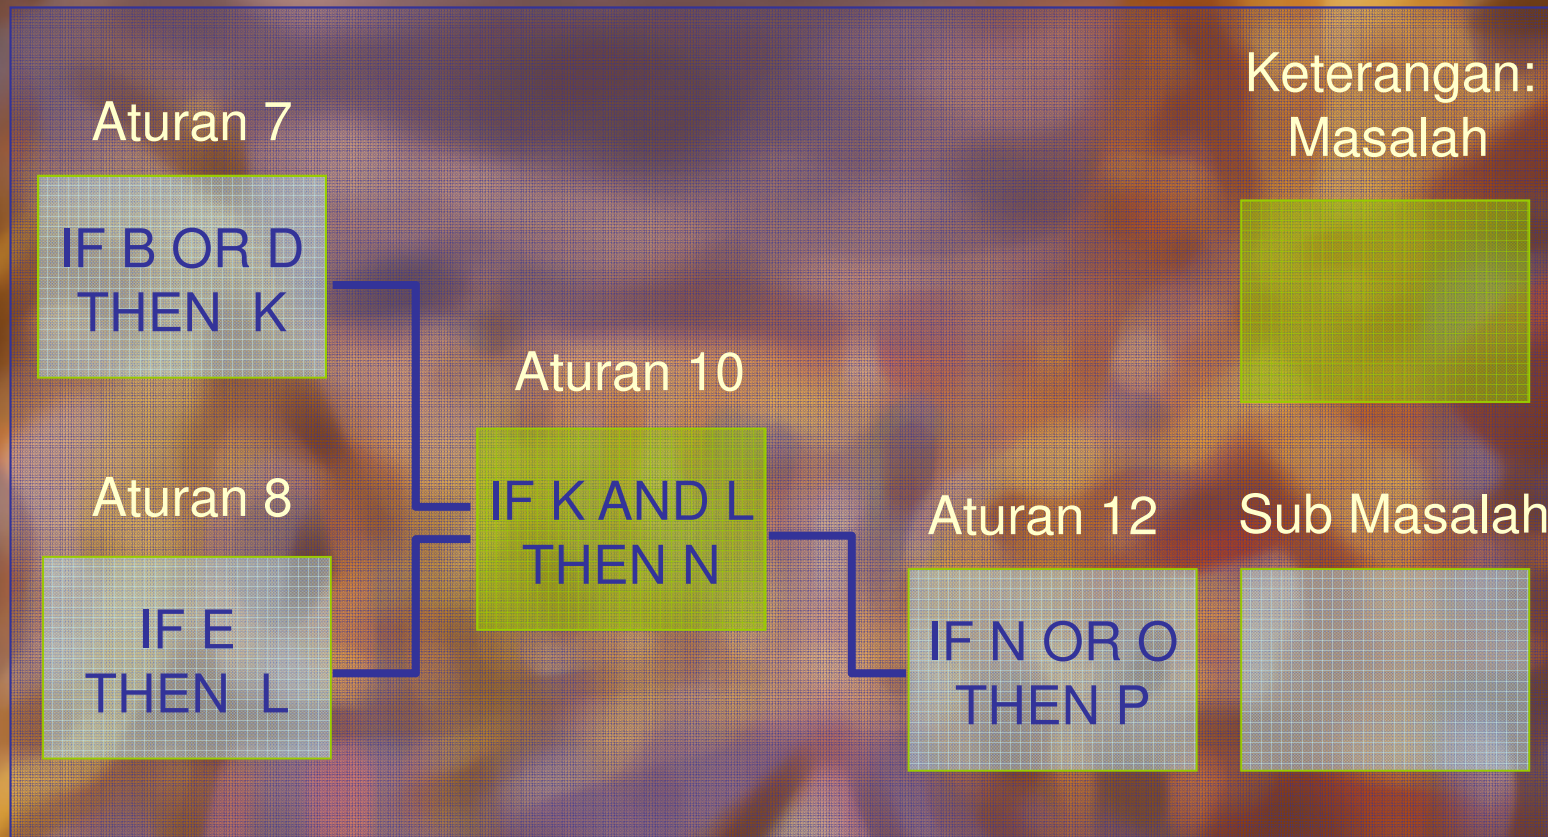 Aturan 7
IF B OR D
THEN K
Aturan 8
IF E
THEN L
Aturan 10
IF K AND L
THEN N
Aturan 12
IF N OR O
THEN P
Keterangan:
Masalah
Sub Masalah